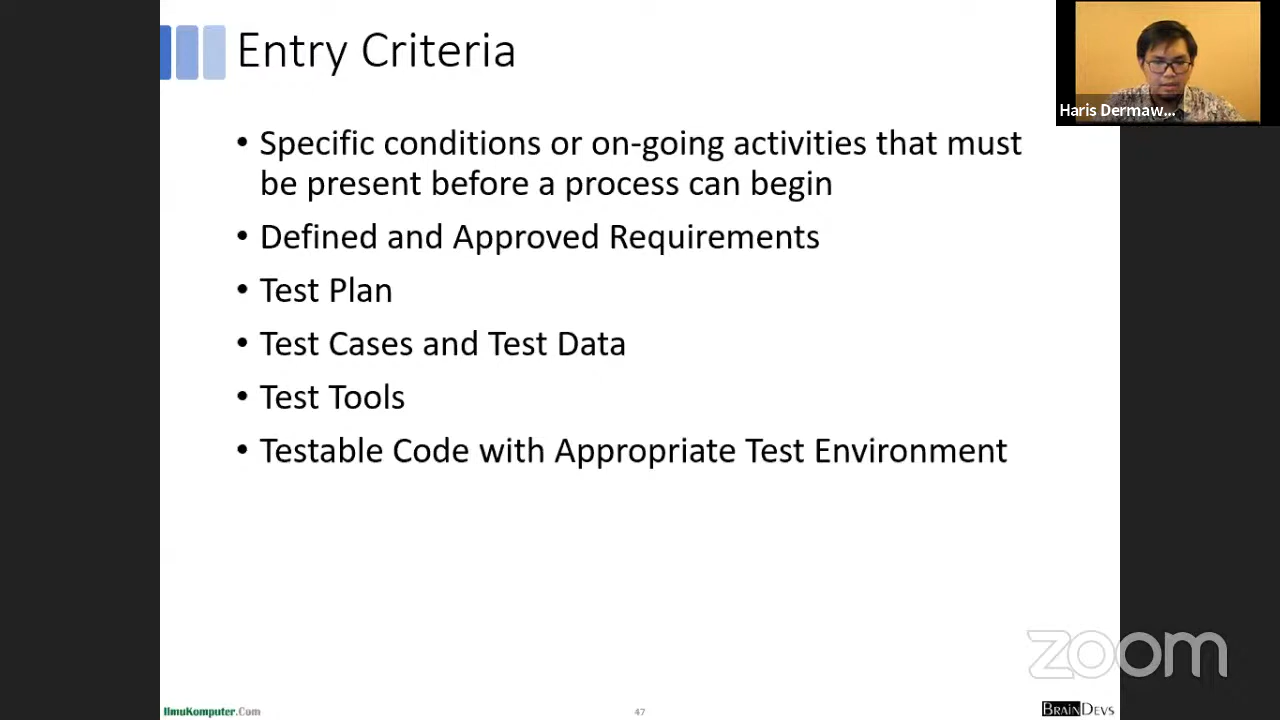 Entry Criteria
Haris Dermaw...
• Specific conditions or on-going activities that must
be present before a process can begin
• Defined and Approved Requirements
• Test Plan
• Test Cases and Test Data
• Test Tools
• Testable Code with Appropriate Test Environment
zoom
IlmuKomputer.Com
47
BRAINDEVS